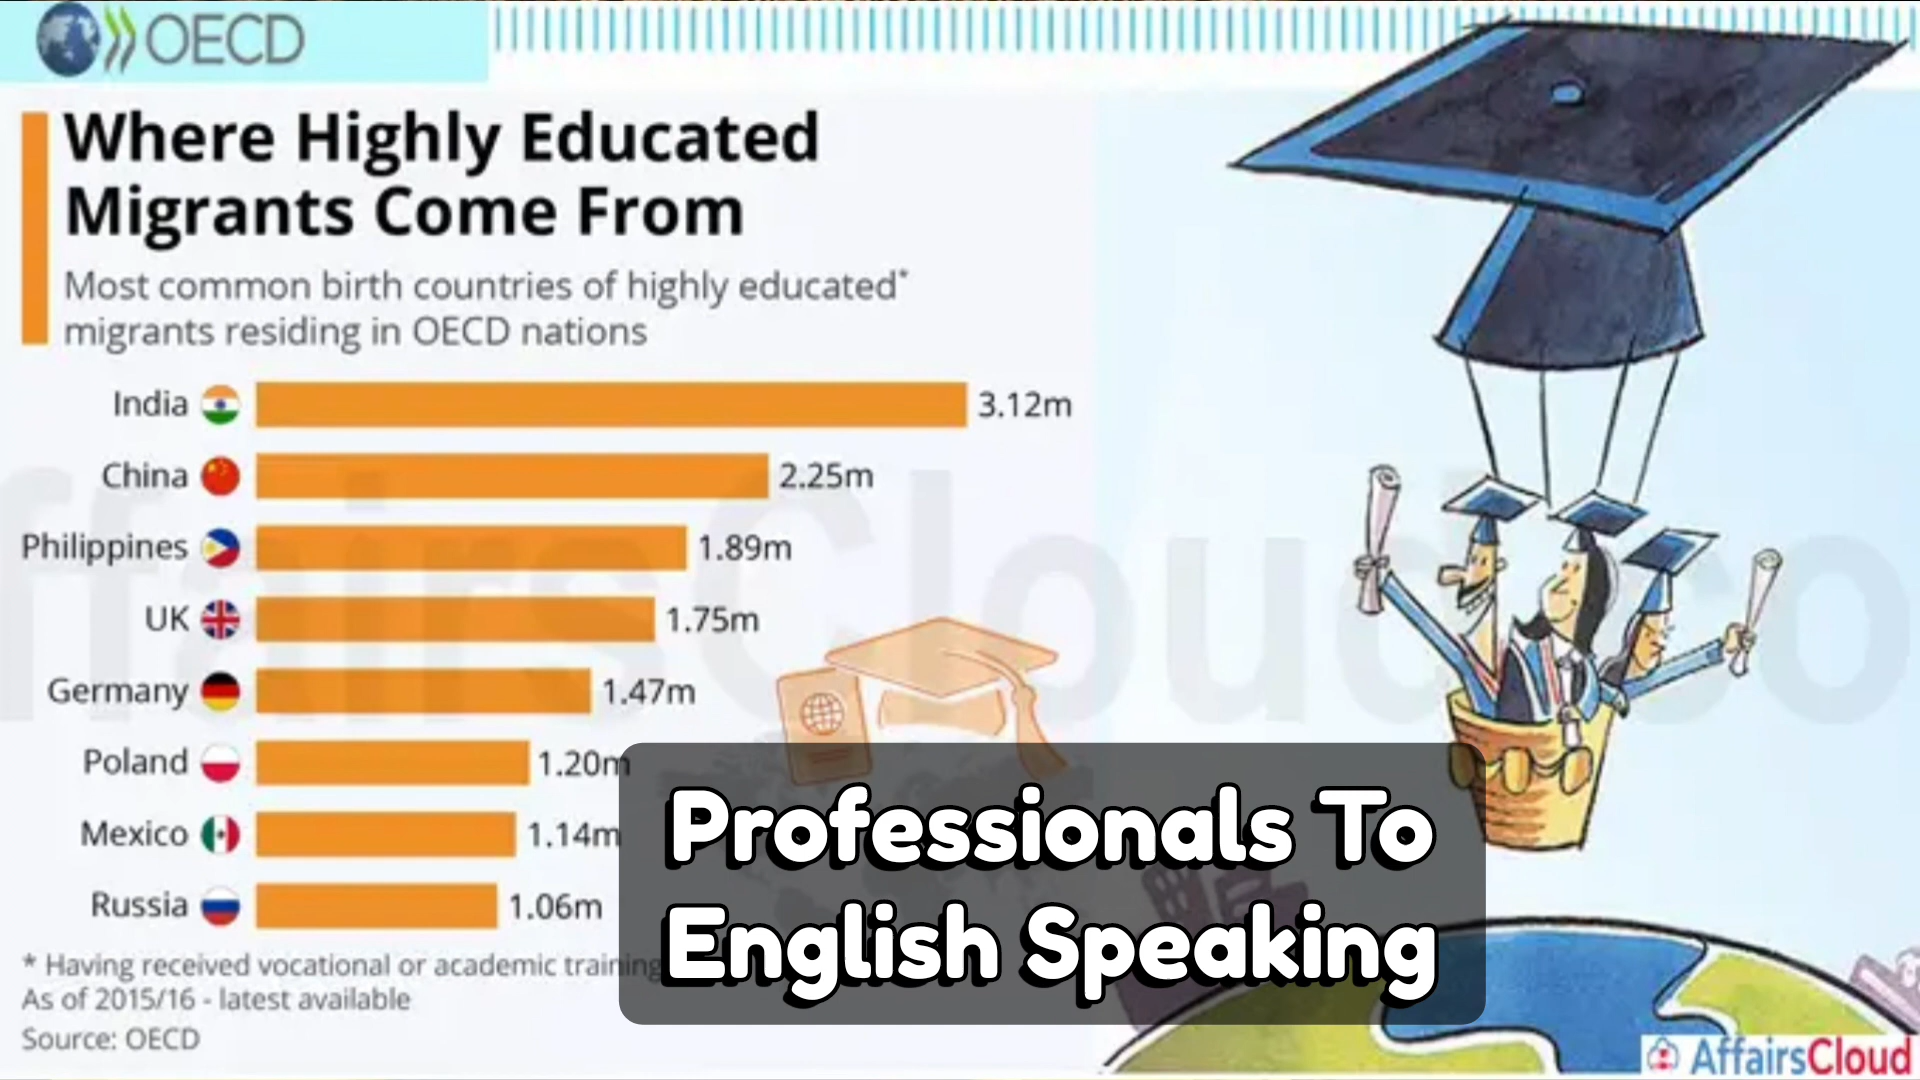 OECD
Where Highly Educated
Migrants Come From
Most common birth countries of highly educated*
migrants residing in OECD nations
India 3.12m
China 2.25m
Philippines 1.89m
UK 1.75m
Germany 1.47m
Poland 1.20m
Mexico 1.14m
Russia 1.06m
* Having received vocational or academic training
As of 2015/16 - latest available
Source: OECD
Professionals To
English Speaking
AffairsCloud